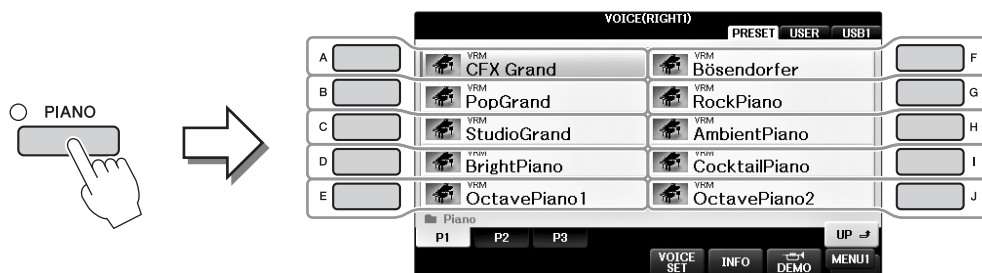 PIANO
VOICE(RIGHT1)
PRESET USER USB1
A
VRM
CFX Grand
VRM
Bösendorfer
F
B
VRM
PopGrand
VRM
RockPiano
G
C
VRM
StudioGrand
VRM
AmbientPiano
H
D
VRM
BrightPiano
VRM
CocktailPiano
I
E
VRM
OctavePiano1
VRM
OctavePiano2
J
Piano
P1 P2 P3 UP
VOICE SET INFO DEMO MENU1